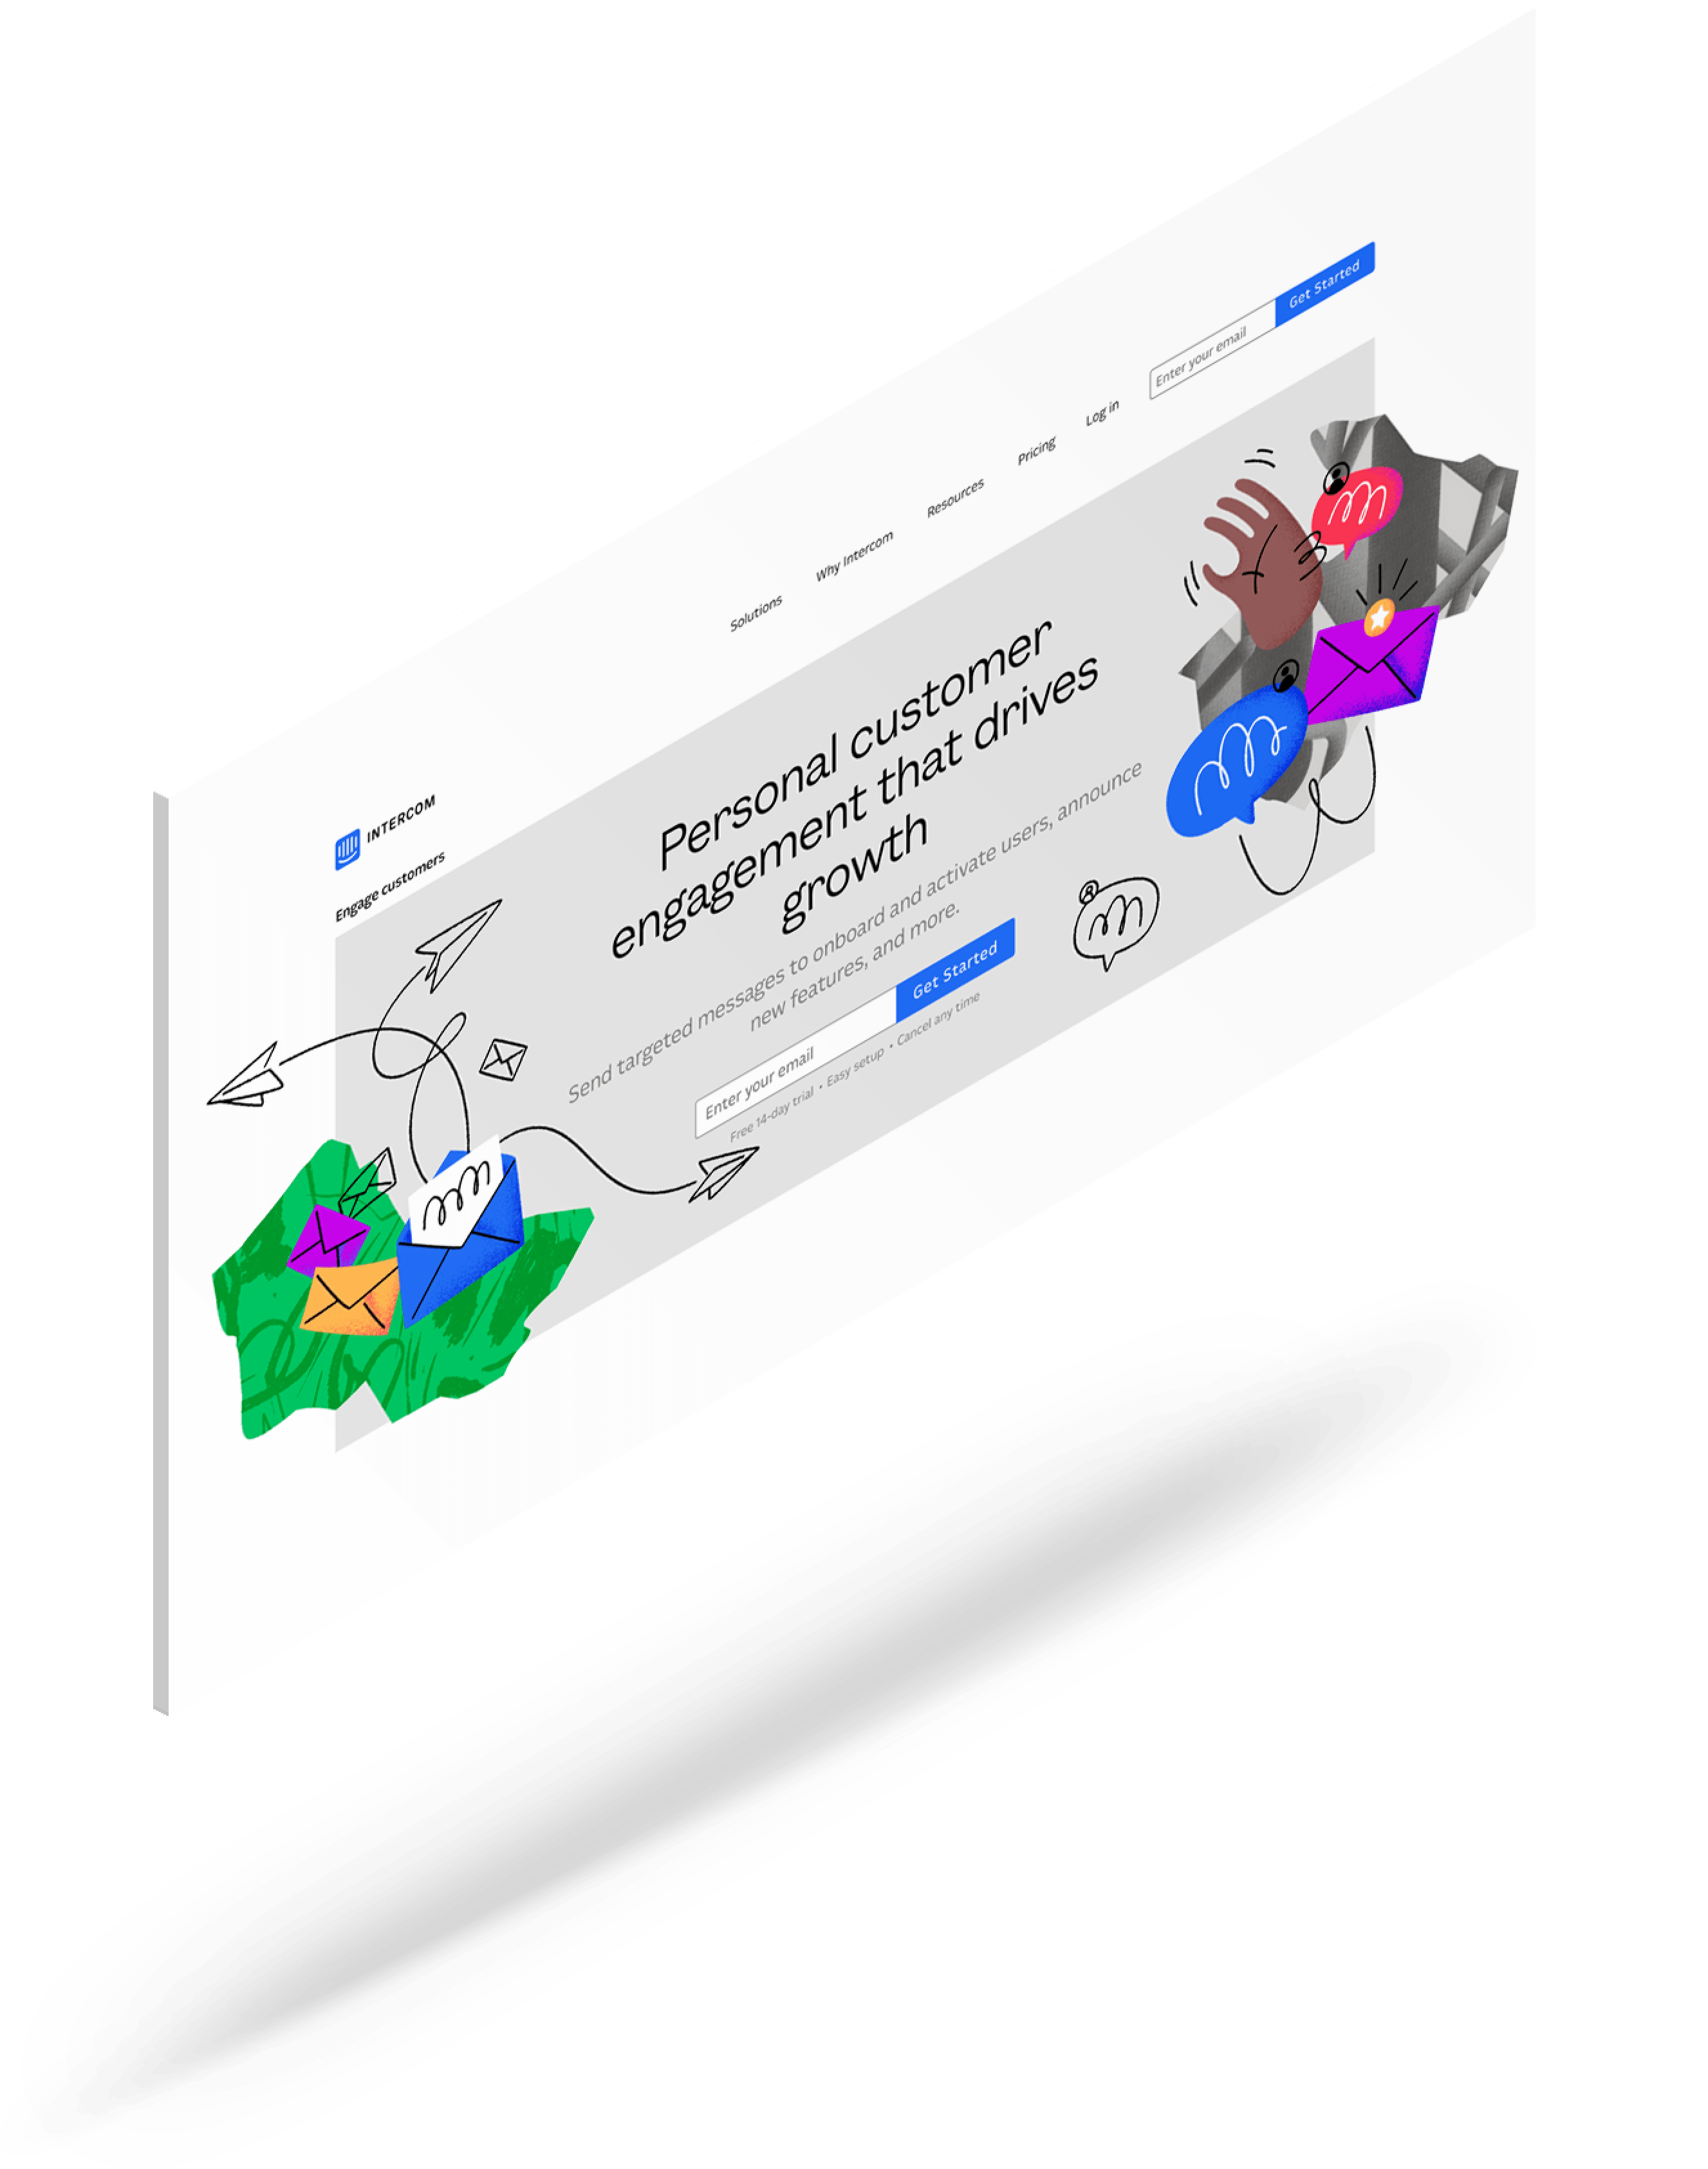 INTERCOM
Solutions
Why Intercom
Resources
Pricing
Log in
Enter your email
Get Started
Engage customers
Personal customer
engagement that drives
growth
Send targeted messages to onboard and activate users, announce
new features, and more.
Enter your email
Get Started
Free 14-day trial • Easy setup • Cancel any time